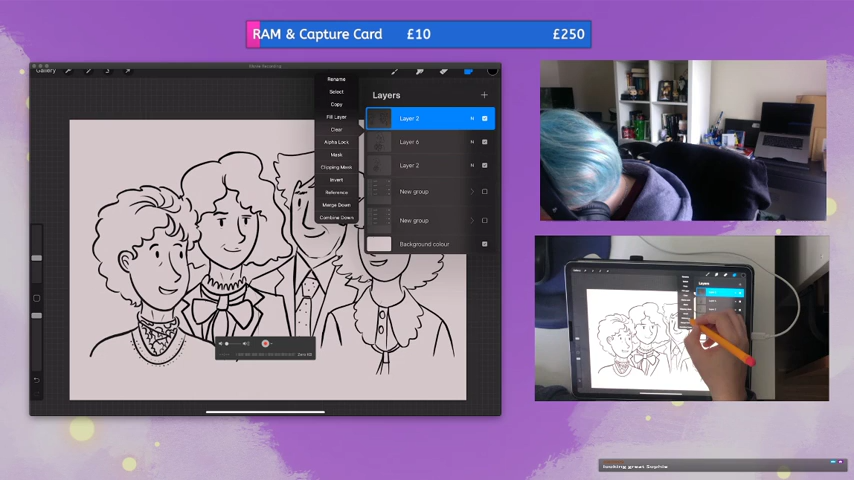 RAM & Capture Card £10 £250
Gallery
Rename
Select
Copy
Fill Layer
Clear
Alpha Lock
Mask
Clipping Mask
Invert
Reference
Merge Down
Combine Down
Layers
Layer 2 N
Layer 6 N
Layer 2 N
New group
New group
Background colour
looking great Sophie